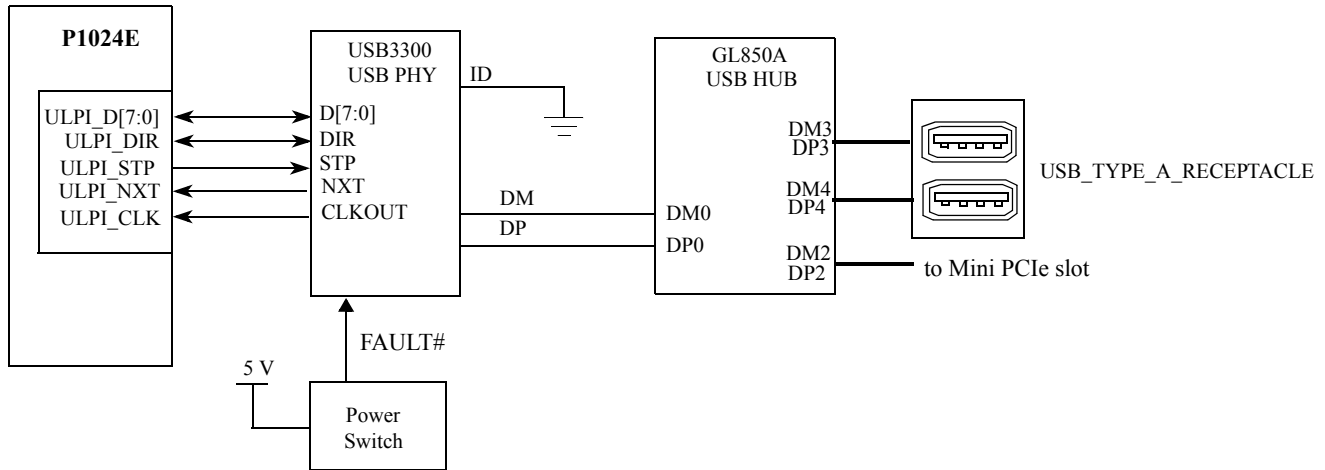 P1024E
ULPI_D[7:0]
ULPI_DIR
ULPI_STP
ULPI_NXT
ULPI_CLK
USB3300
USB PHY
D[7:0]
DIR
STP
NXT
CLKOUT
ID
DM
DP
FAULT#
5 V
Power
Switch
GL850A
USB HUB
DM0
DP0
DM3
DP3
DM4
DP4
DM2
DP2
USB_TYPE_A_RECEPTACLE
to Mini PCIe slot